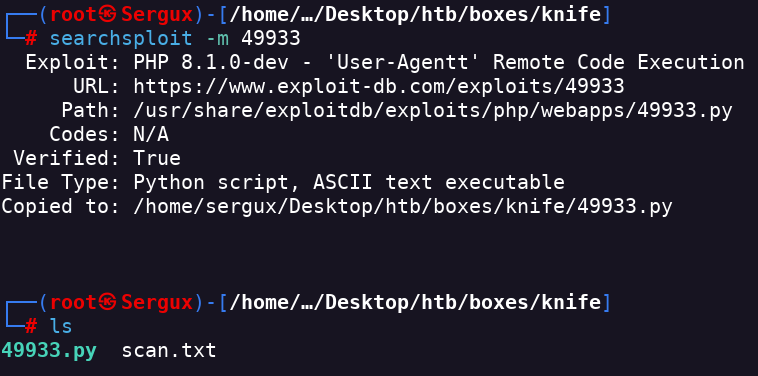 ┌──(root㉿Sergux)-[/home/…/Desktop/htb/boxes/knife]
└─# searchsploit -m 49933
  Exploit: PHP 8.1.0-dev - 'User-Agentt' Remote Code Execution
      URL: https://www.exploit-db.com/exploits/49933
     Path: /usr/share/exploitdb/exploits/php/webapps/49933.py
    Codes: N/A
 Verified: True
File Type: Python script, ASCII text executable
Copied to: /home/sergux/Desktop/htb/boxes/knife/49933.py
┌──(root㉿Sergux)-[/home/…/Desktop/htb/boxes/knife]
└─# ls
49933.py  scan.txt